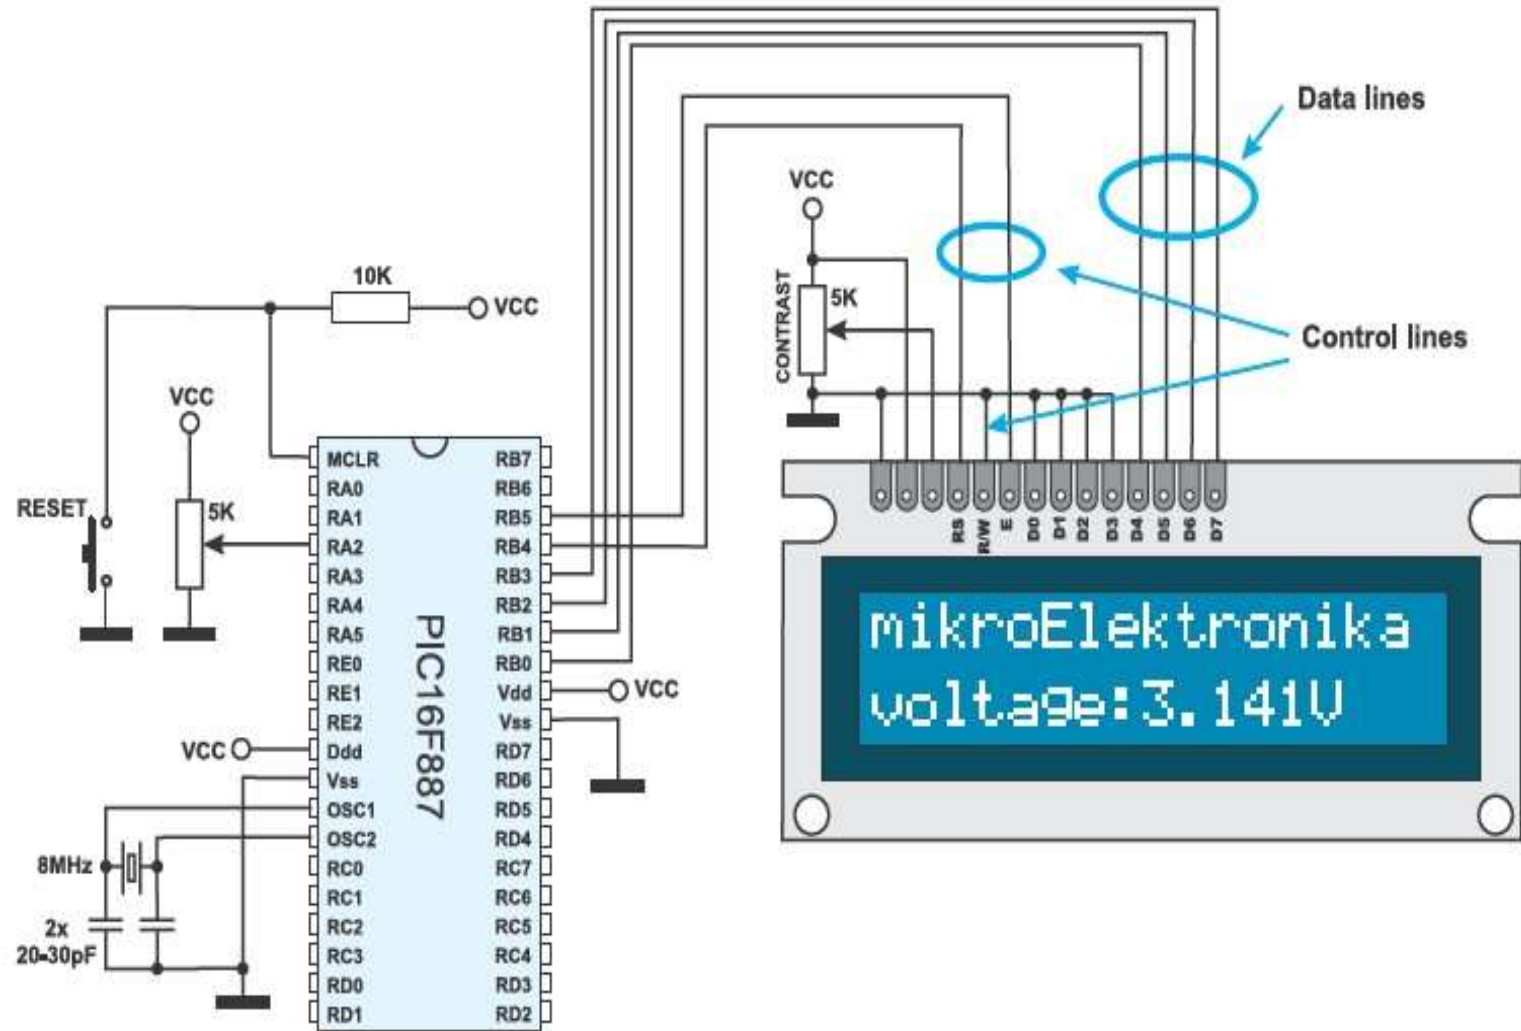 Data lines
VCC
CONTRAST
5K
Control lines
10K
VCC
VCC
RESET
5K
MCLR
RA0
RA1
RA2
RA3
RA4
RA5
RE0
RE1
RE2
Ddd
Vss
OSC1
OSC2
RC0
RC1
RC2
RC3
RD0
RD1
PIC16F887
RB7
RB6
RB5
RB4
RB3
RB2
RB1
RB0
Vdd
Vss
RD7
RD6
RD5
RD4
RC7
RC6
RC5
RC4
RD3
RD2
VCC
VCC
8MHz
2x
20-30pF
RS
R/W
E
D0
D1
D2
D3
D4
D5
D6
D7
mikroElektronika
voltage:3.141V